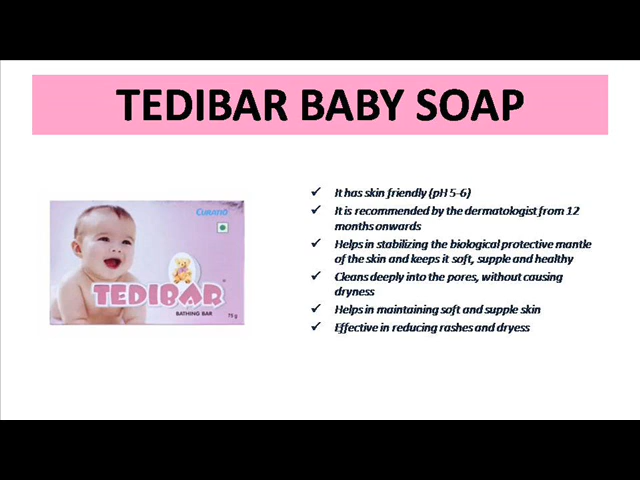 TEDIBAR BABY SOAP
CURATIO
TEDIBAR
BATHING BAR
75 g
✓ It has skin friendly (pH 5-6)
✓ It is recommended by the dermatologist from 12
months onwards
✓ Helps in stabilizing the biological protective mantle
of the skin and keeps it soft, supple and healthy
✓ Cleans deeply into the pores, without causing
dryness
✓ Helps in maintaining soft and supple skin
✓ Effective in reducing rashes and dryess